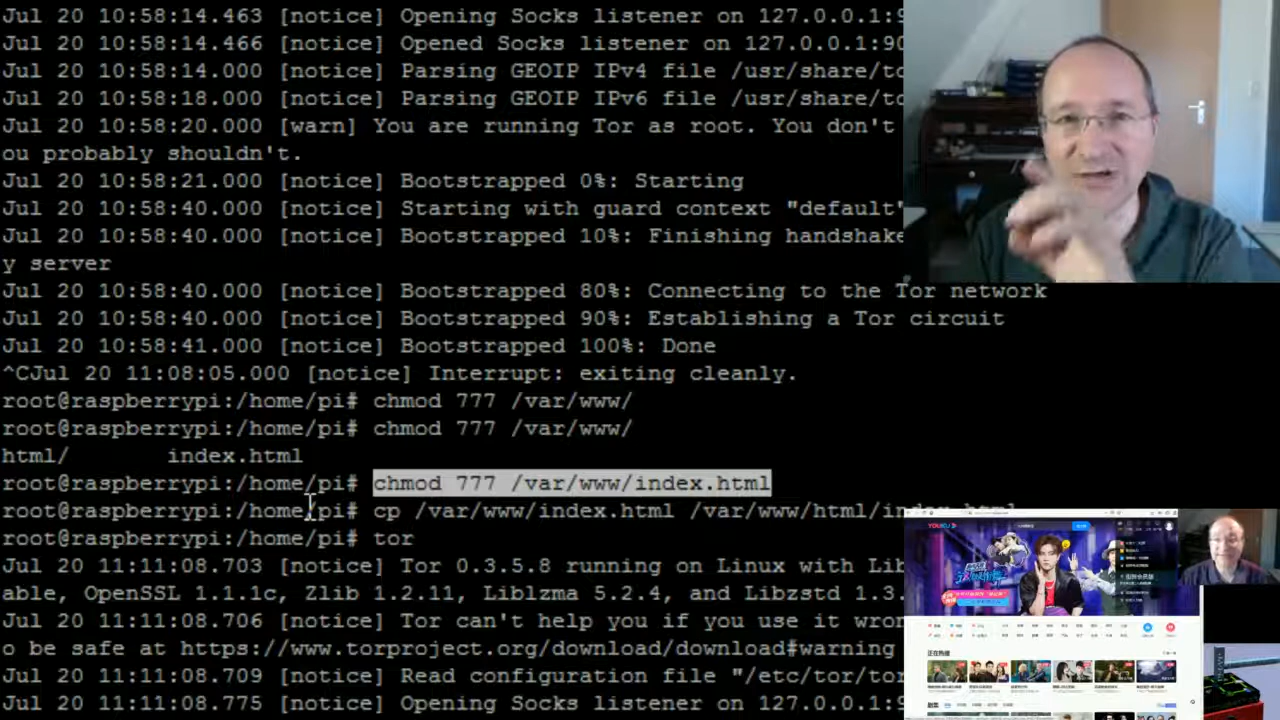 Jul 20 10:58:14.463 [notice] Opening Socks listener on 127.0.0.1:9
Jul 20 10:58:14.466 [notice] Opened Socks listener on 127.0.0.1:90
Jul 20 10:58:14.000 [notice] Parsing GEOIP IPv4 file /usr/share/to
Jul 20 10:58:18.000 [notice] Parsing GEOIP IPv6 file /usr/share/to
Jul 20 10:58:20.000 [warn] You are running Tor as root. You don't
ou probably shouldn't.
Jul 20 10:58:21.000 [notice] Bootstrapped 0%: Starting
Jul 20 10:58:40.000 [notice] Starting with guard context "default"
Jul 20 10:58:40.000 [notice] Bootstrapped 10%: Finishing handshake
y server
Jul 20 10:58:40.000 [notice] Bootstrapped 80%: Connecting to the Tor network
Jul 20 10:58:40.000 [notice] Bootstrapped 90%: Establishing a Tor circuit
Jul 20 10:58:41.000 [notice] Bootstrapped 100%: Done
^CJul 20 11:08:05.000 [notice] Interrupt: exiting cleanly.
root@raspberrypi:/home/pi# chmod 777 /var/www/
root@raspberrypi:/home/pi# chmod 777 /var/www/
html/ index.html
root@raspberrypi:/home/pi# chmod 777 /var/www/index.html
root@raspberrypi:/home/pi# cp /var/www/index.html /var/www/html/index.html
root@raspberrypi:/home/pi# tor
Jul 20 11:11:08.703 [notice] Tor 0.3.5.8 running on Linux with Lib
able, OpenSSL 1.1.1c, Zlib 1.2.11, Liblzma 5.2.4, and Libzstd 1.3.
Jul 20 11:11:08.706 [notice] Tor can't help you if you use it wron
o be safe at https://www.torproject.org/download/download#warning
Jul 20 11:11:08.709 [notice] Read configuration file "/etc/tor/tor
Jul 20 11:11:08.7 [notice] Opening Socks listener on 127.0.0.1:9
YOUKU